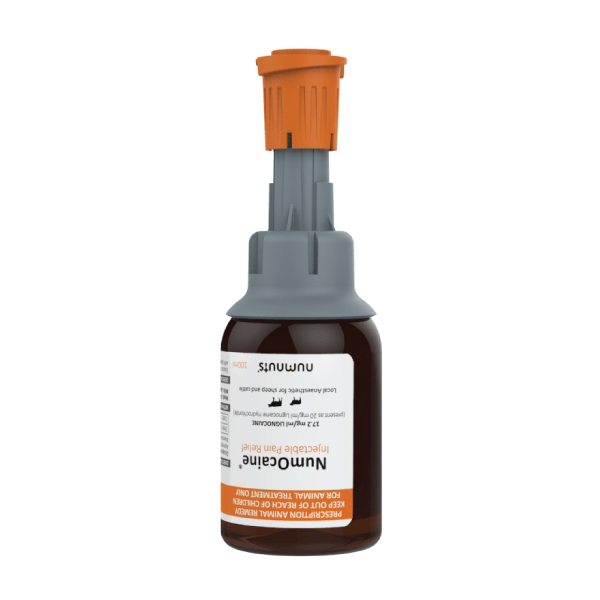 PRESCRIPTION ANIMAL REMEDY
KEEP OUT OF REACH OF CHILDREN
FOR ANIMAL TREATMENT ONLY
NumOcaine®
Injectable Pain Relief
17.2 mg/ml LIGNOCAINE
(present as 20 mg/ml Lignocaine Hydrochloride)
Local Anaesthetic for sheep and cattle
numnuts®
100ml